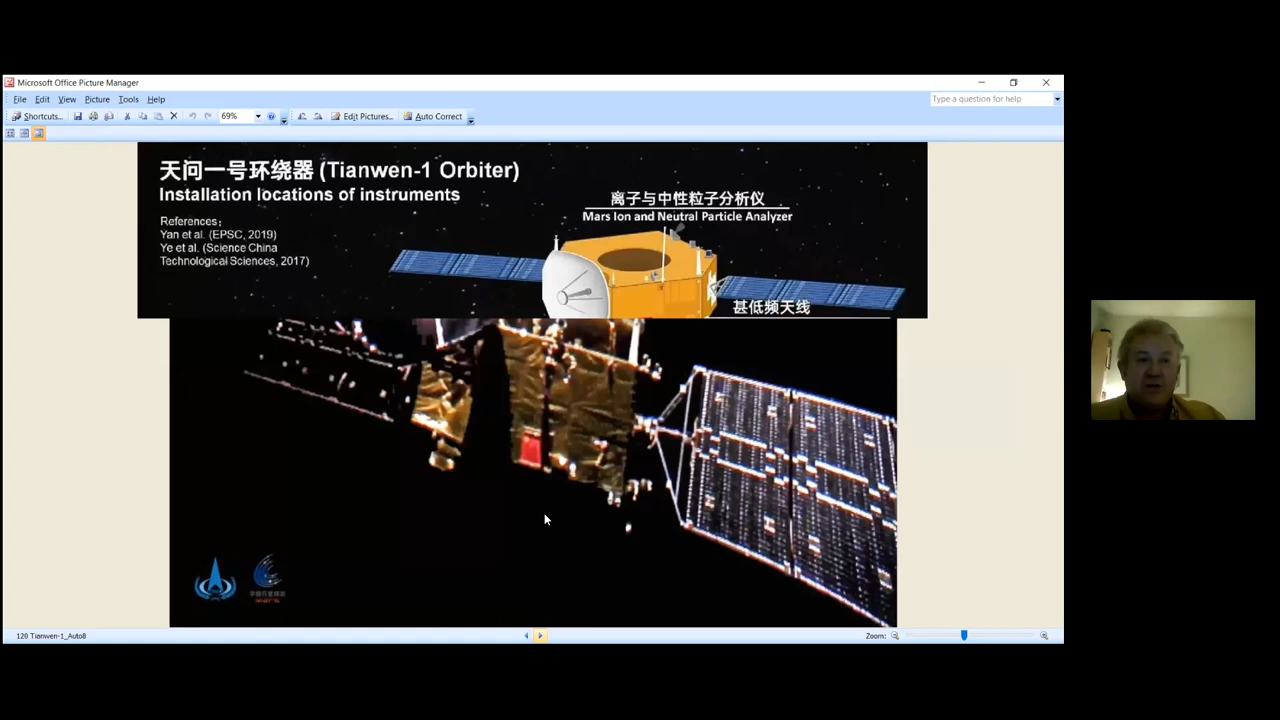 Microsoft Office Picture Manager
File Edit View Picture Tools Help
Type a question for help
Shortcuts... 69% Edit Pictures... Auto Correct
天问一号环绕器 (Tianwen-1 Orbiter)
Installation locations of instruments
References:
Yan et al. (EPSC, 2019)
Ye et al. (Science China
Technological Sciences, 2017)
离子与中性粒子分析仪
Mars Ion and Neutral Particle Analyzer
甚低频天线
120 Tianwen-1_Auto8
Zoom: